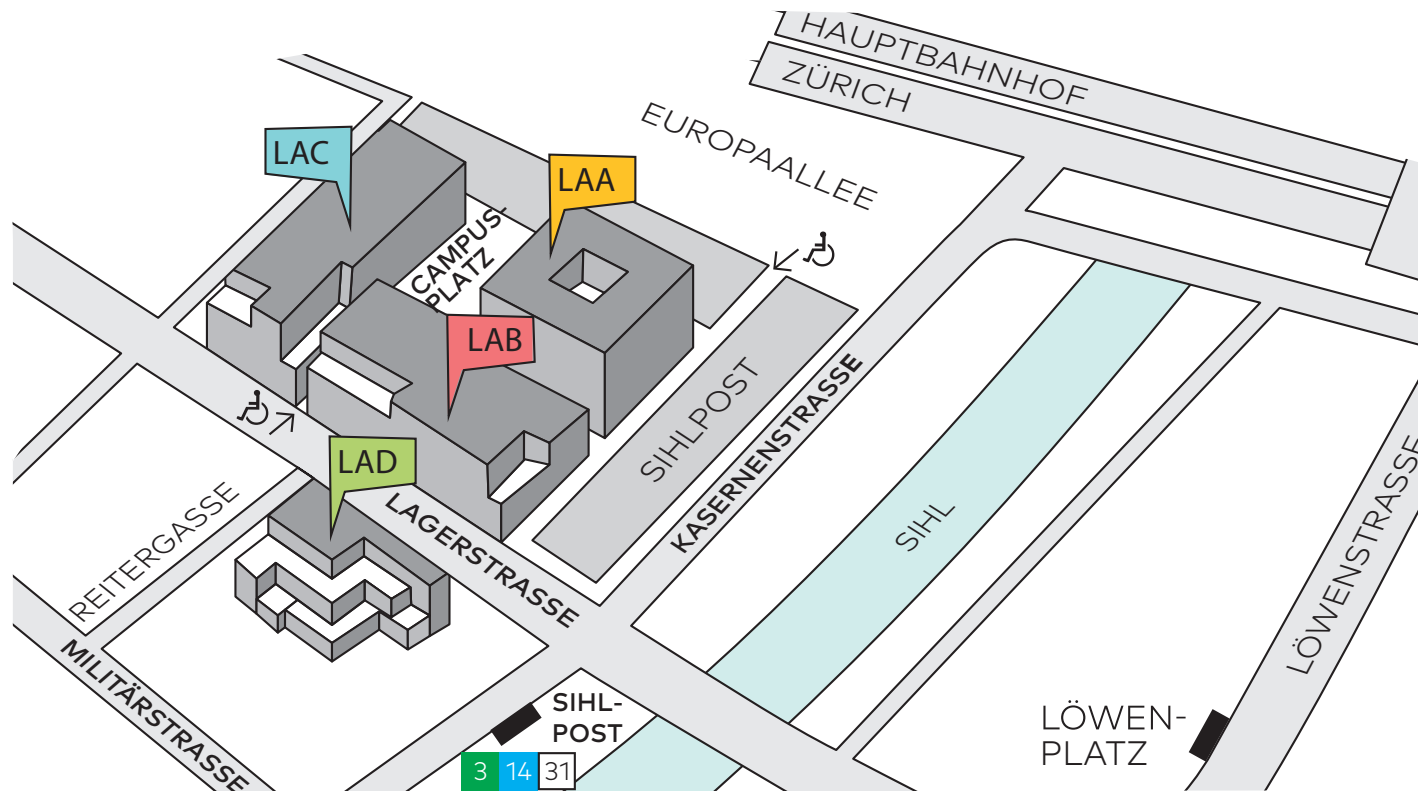 HAUPTBAHNHOF
ZÜRICH
EUROPAALLEE
LAC
LAA
CAMPUS-
PLATZ
LAB
SIHLPOST
KASERNENSTRASSE
LAD
LAGERSTRASSE
REITERGASSE
MILITÄRSTRASSE
SIHL
LÖWENSTRASSE
SIHL-
POST
3 14 31
LÖWEN-
PLATZ